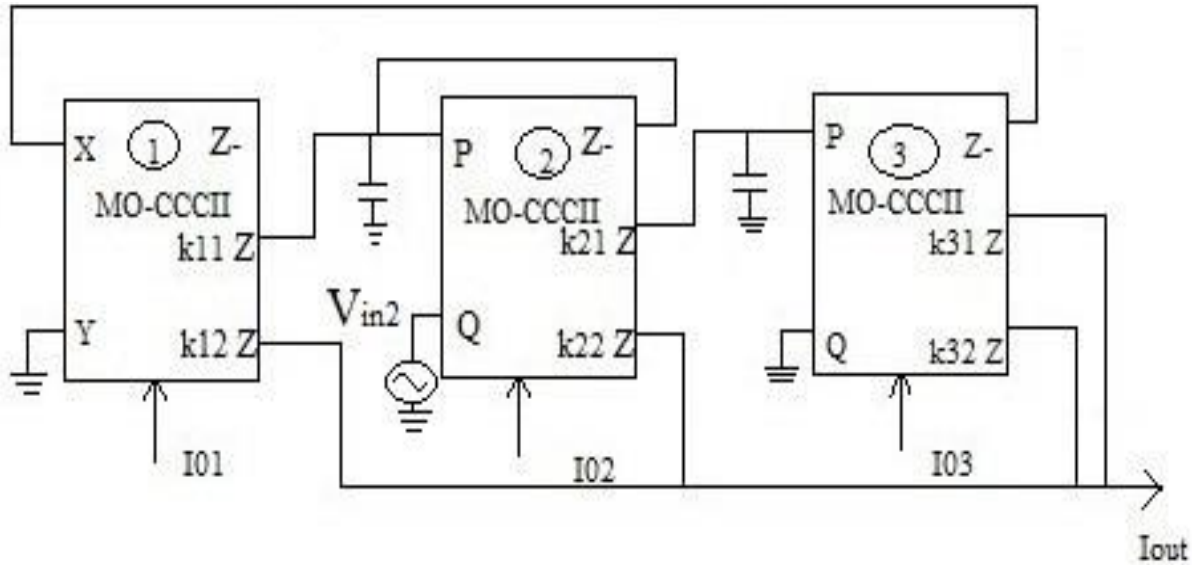 X
1
Z-
MO-CCCII
k11 Z
Y
k12 Z
I01
P
2
Z-
MO-CCCII
k21 Z
Vin2
Q
k22 Z
I02
P
3
Z-
MO-CCCII
k31 Z
Q
k32 Z
I03
Iout